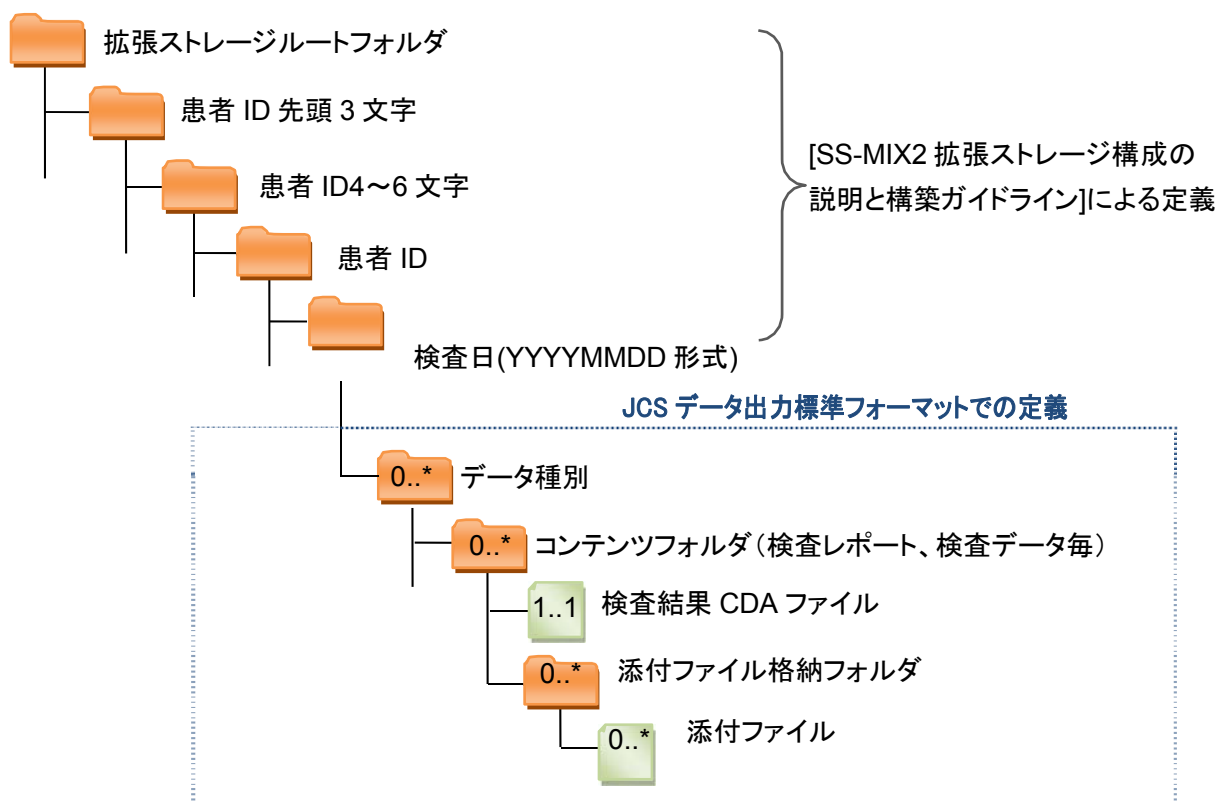 拡張ストレージルートフォルダ
患者 ID 先頭 3 文字
患者 ID4～6 文字
患者 ID
検査日(YYYYMMDD 形式)
[SS-MIX2 拡張ストレージ構成の
説明と構築ガイドライン]による定義
JCS データ出力標準フォーマットでの定義
0..* データ種別
0..* コンテンツフォルダ（検査レポート、検査データ毎）
1..1 検査結果 CDA ファイル
0..* 添付ファイル格納フォルダ
0..* 添付ファイル